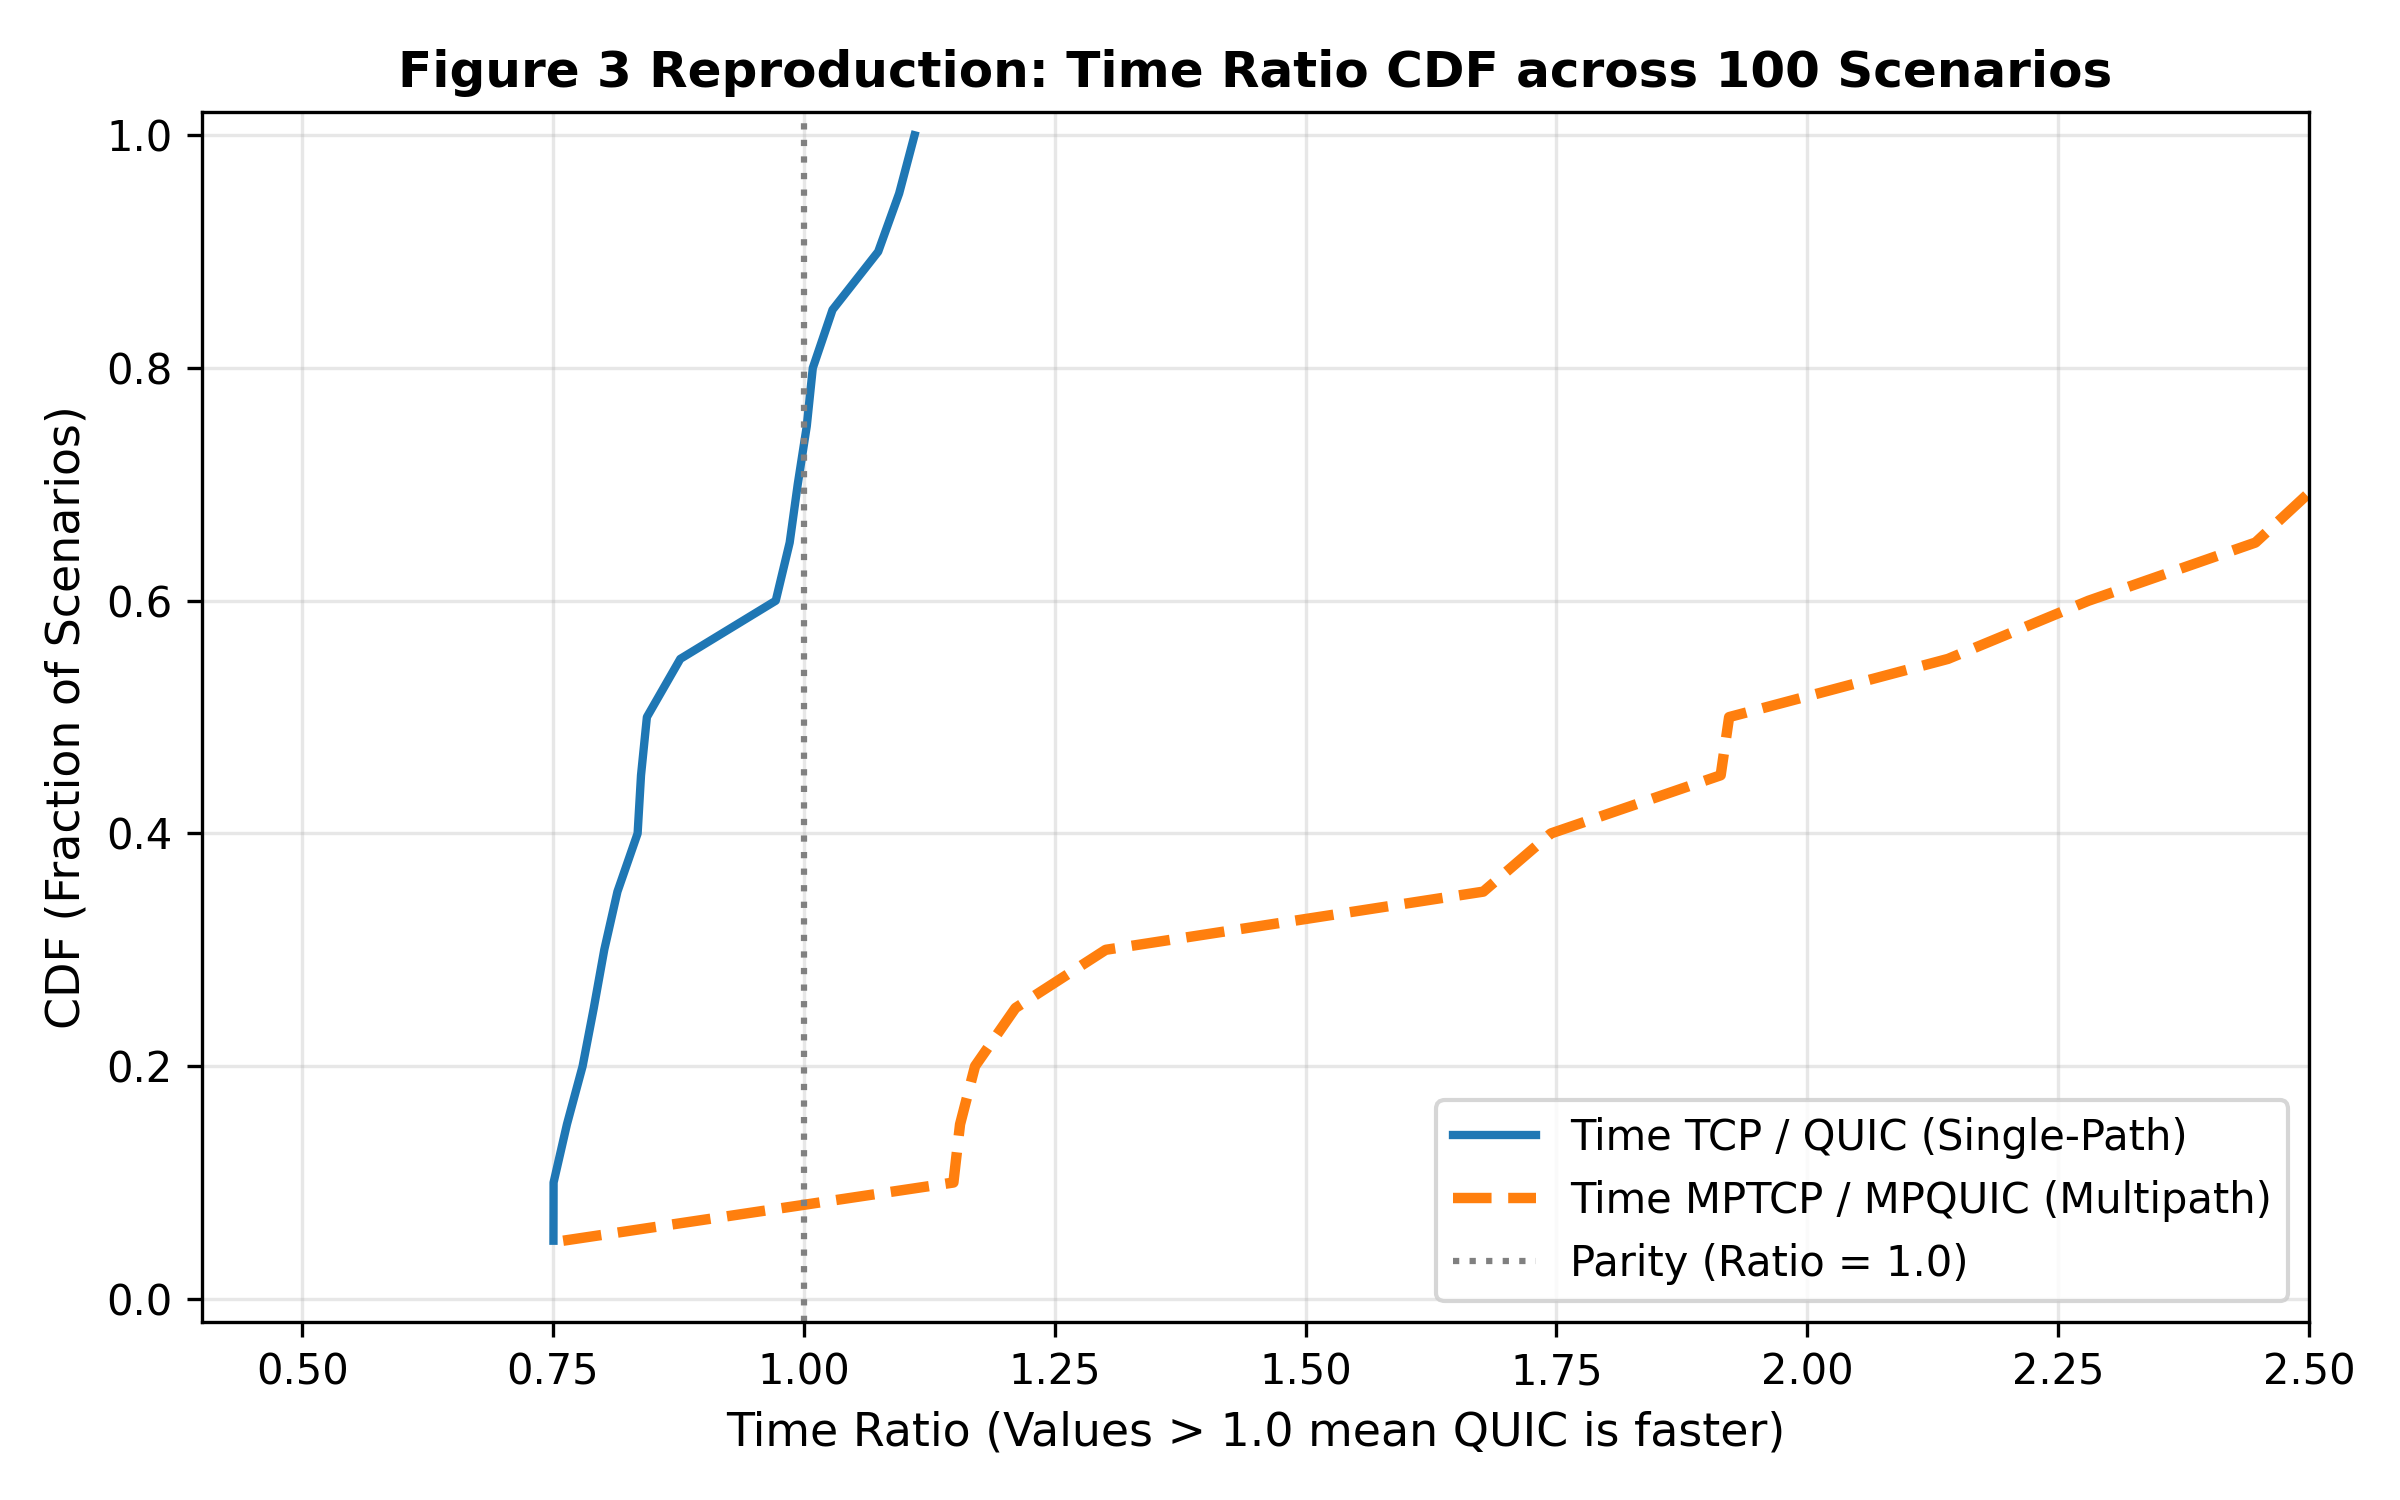 Figure 3 Reproduction: Time Ratio CDF across 100 Scenarios
CDF (Fraction of Scenarios)
1.0
0.8
0.6
0.4
0.2
0.0
Time TCP / QUIC (Single-Path)
Time MPTCP / MPQUIC (Multipath)
Parity (Ratio = 1.0)
0.50 0.75 1.00 1.25 1.50 1.75 2.00 2.25 2.50
Time Ratio (Values > 1.0 mean QUIC is faster)